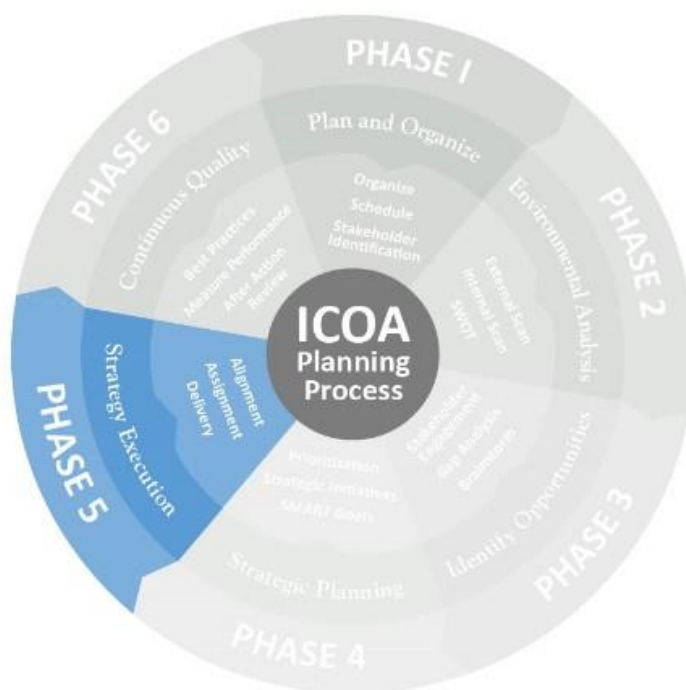 PHASE I
Plan and Organize
Organize
Schedule
Stakeholder
Identification
PHASE 2
Environmental Analysis
External Scan
Internal Scan
SWOT
PHASE 3
Identify Opportunities
Stakeholder
Engagement
Gap Analysis
Brainstorm
PHASE 4
Strategic Planning
Prioritization
Strategic Initiatives
SMART Goals
PHASE 5
Strategy Execution
Alignment
Assignment
Delivery
PHASE 6
Continuous Quality
Best Practices
Measure Performance
After Action
Review
ICOA
Planning
Process